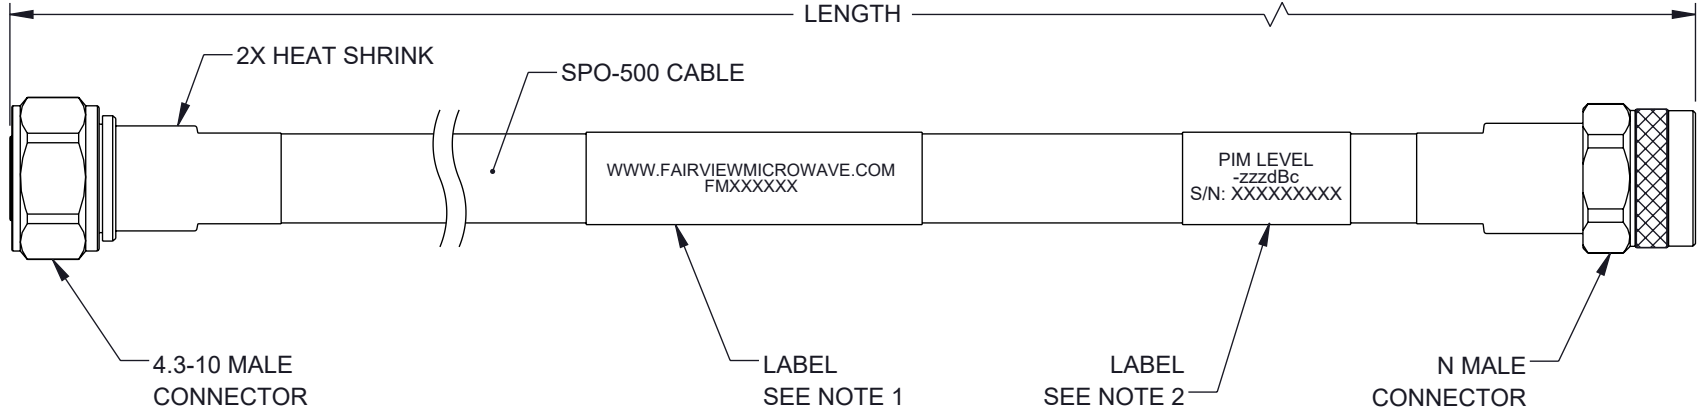 LENGTH
2X HEAT SHRINK
SPO-500 CABLE
WWW.FAIRVIEWMICROWAVE.COM
FMXXXXXX
PIM LEVEL
-zzzdBc
S/N: XXXXXXXXX
4.3-10 MALE
CONNECTOR
LABEL
SEE NOTE 1
LABEL
SEE NOTE 2
N MALE
CONNECTOR